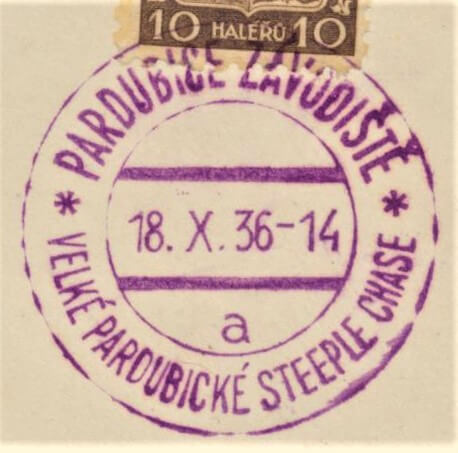 10 HALÉŘŮ 10
PARDUBICE ZÁVODIŠTĚ
18. X. 36-14
a
* VELKÉ PARDUBICKÉ STEEPLE CHASE *